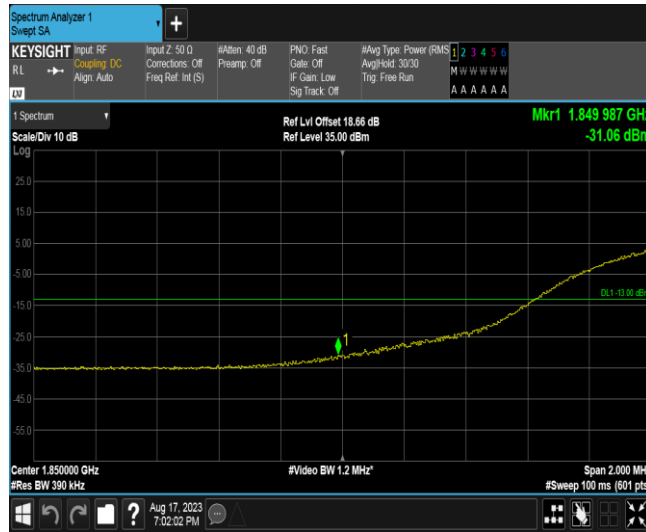 Spectrum Analyzer 1
Swept SA
+
KEYSIGHT
RL
LXI
Input: RF
Coupling: DC
Align: Auto
Input Z: 50 Ω
Corrections: Off
Freq Ref: Int (S)
#Atten: 40 dB
Preamp: Off
PNO: Fast
Gate: Off
IF Gain: Low
Sig Track: Off
#Avg Type: Power (RMS
Avg|Hold: 30/30
Trig: Free Run
1 2 3 4 5 6
M W W W W W
A A A A A A
1 Spectrum
Scale/Div 10 dB
Log
Ref Lvl Offset 18.66 dB
Ref Level 35.00 dBm
Mkr1 1.849 987 GHz
-31.06 dBm
25.0
15.0
5.00
-5.00
-15.0
-25.0
-35.0
-45.0
-55.0
DL1 -13.00 dBm
1
Center 1.850000 GHz
#Res BW 390 kHz
#Video BW 1.2 MHz*
Span 2.000 MH
#Sweep 100 ms (601 pts
?
Aug 17, 2023
7:02:02 PM